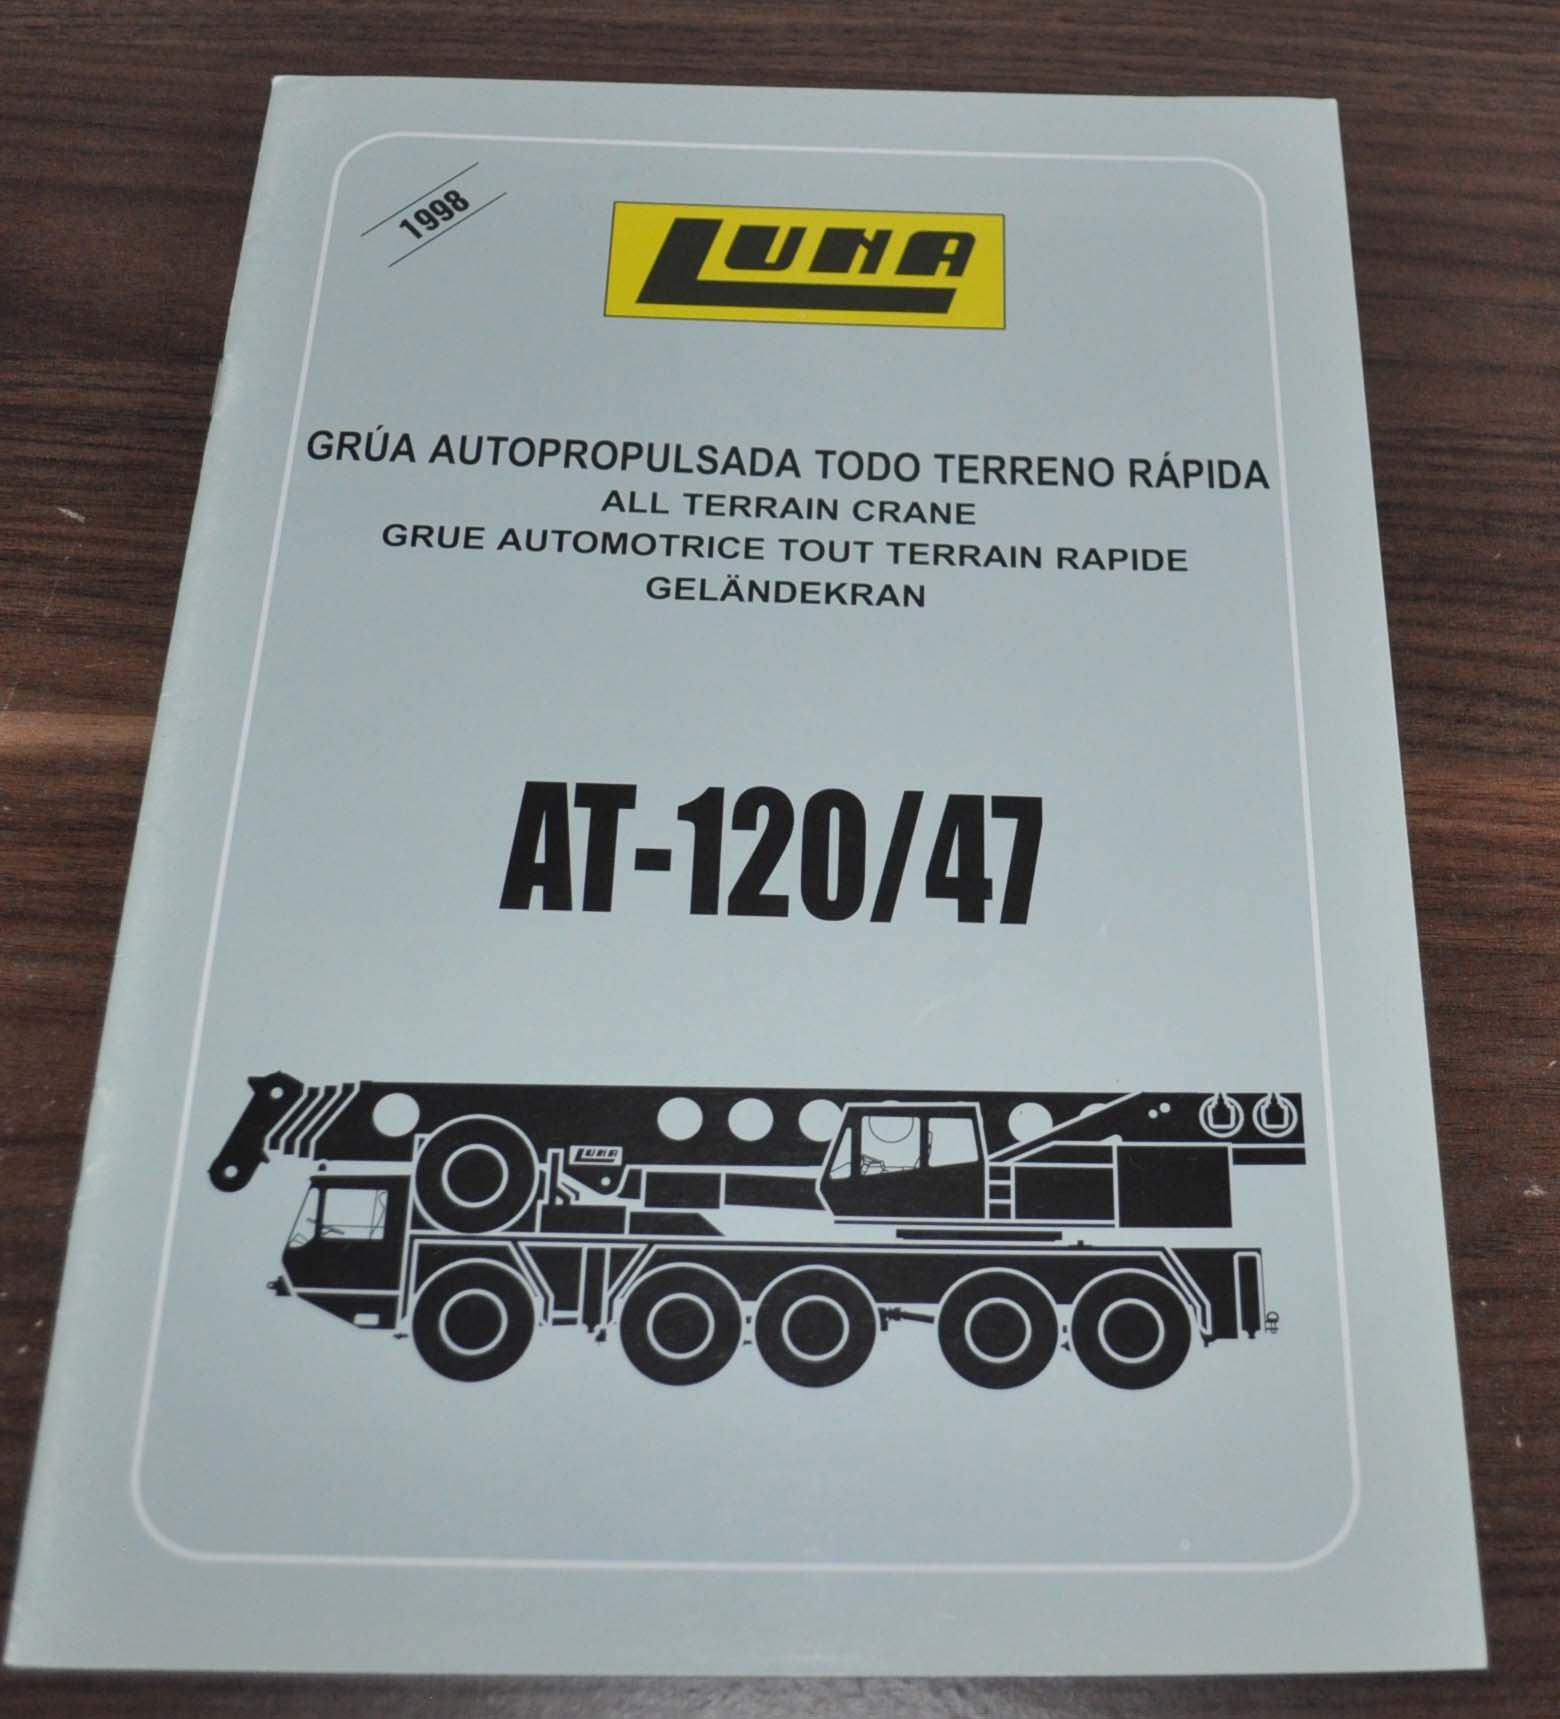 1998
LUNA
GRÚA AUTOPROPULSADA TODO TERRENO RÁPIDA
ALL TERRAIN CRANE
GRUE AUTOMOTRICE TOUT TERRAIN RAPIDE
GELÄNDEKRAN
AT-120/47
LUNA